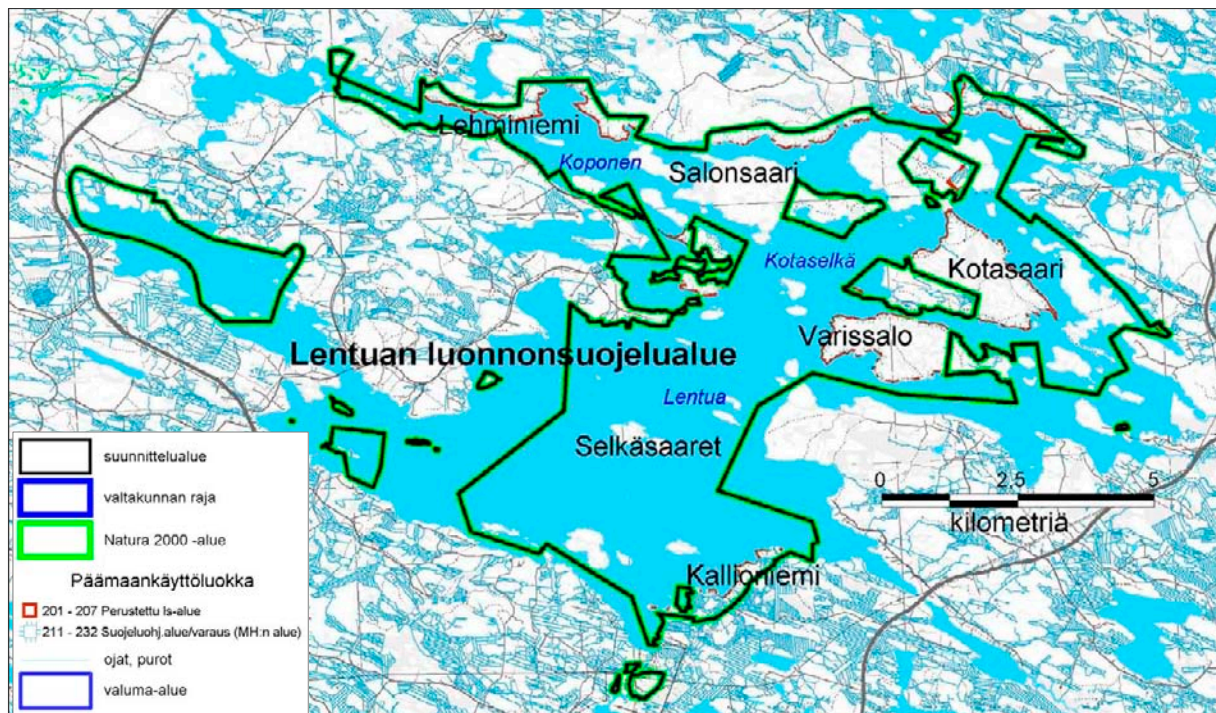 Lehminiemi
Koponen
Salonsaari
Kotaselkä
Kotasaari
Varissalo
Lentuan luonnonsuojelualue
Lentua
Selkäsaaret
Kallioniemi
0 2,5 5
kilometriä
suunnittelualue
valtakunnan raja
Natura 2000 -alue
Päämaankäyttöluokka
201 - 207 Perustettu ls-alue
211 - 232 Suojeluohj.alue/varaus (MH:n alue)
ojat, purot
valuma-alue